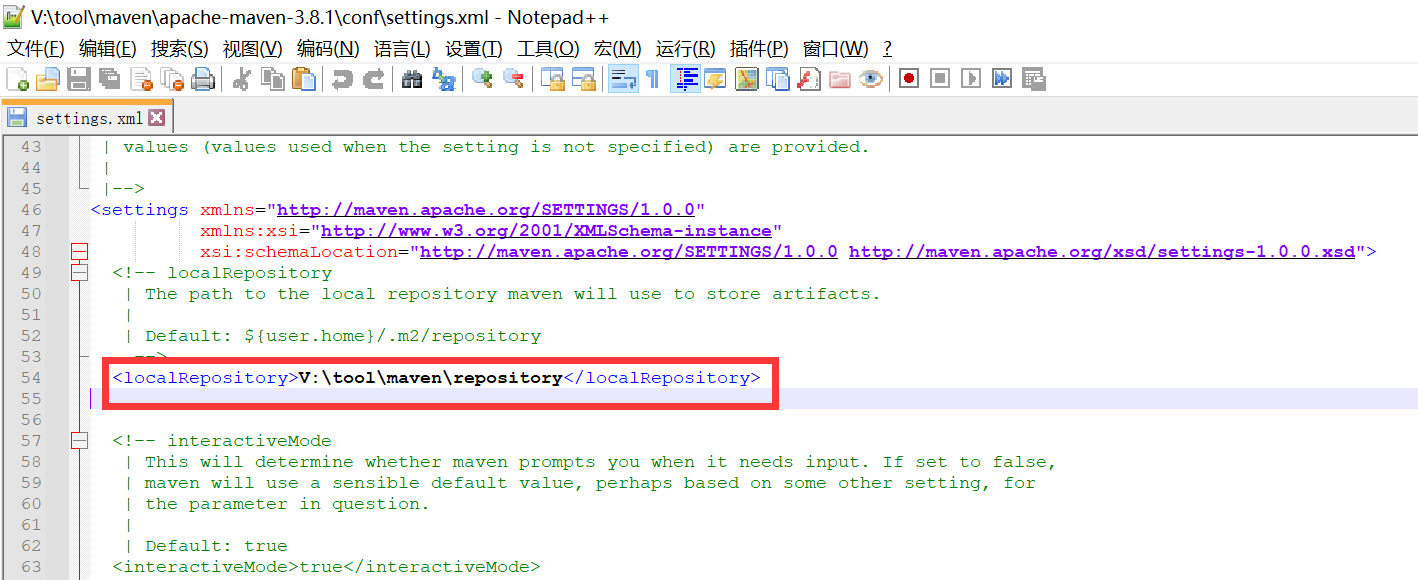 V:\tool\maven\apache-maven-3.8.1\conf\settings.xml - Notepad++
文件(F) 编辑(E) 搜索(S) 视图(V) 编码(N) 语言(L) 设置(T) 工具(O) 宏(M) 运行(R) 插件(P) 窗口(W) ?
settings.xml
43 | values (values used when the setting is not specified) are provided.
44 |
45 |-->
46 <settings xmlns="http://maven.apache.org/SETTINGS/1.0.0"
47 xmlns:xsi="http://www.w3.org/2001/XMLSchema-instance"
48 xsi:schemaLocation="http://maven.apache.org/SETTINGS/1.0.0 http://maven.apache.org/xsd/settings-1.0.0.xsd">
49 <!-- localRepository
50 | The path to the local repository maven will use to store artifacts.
51 |
52 | Default: ${user.home}/.m2/repository
53 -->
54 <localRepository>V:\tool\maven\repository</localRepository>
55
56
57 <!-- interactiveMode
58 | This will determine whether maven prompts you when it needs input. If set to false,
59 | maven will use a sensible default value, perhaps based on some other setting, for
60 | the parameter in question.
61 |
62 | Default: true
63 <interactiveMode>true</interactiveMode>